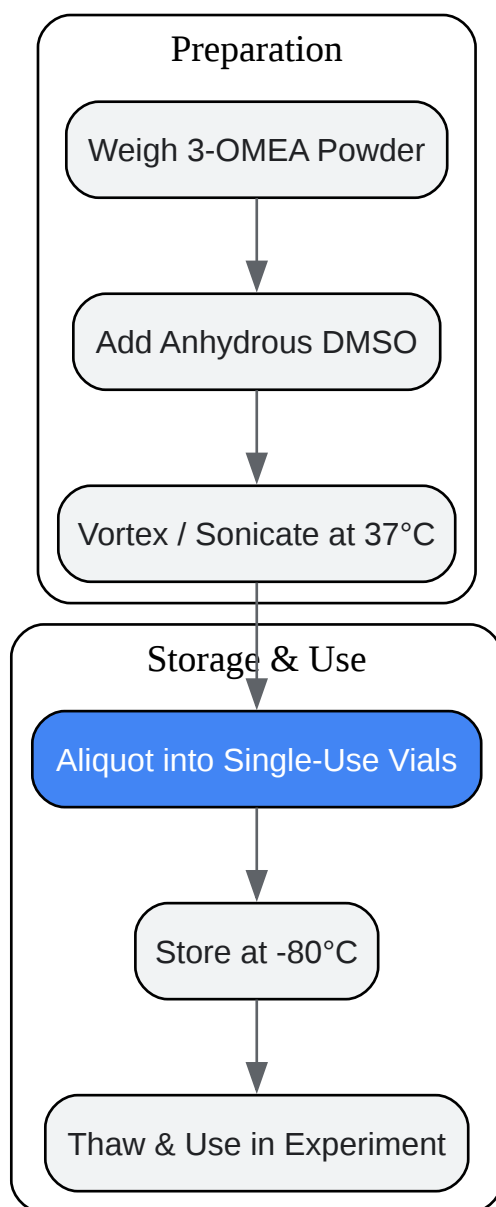 Preparation
Weigh 3-OMEA Powder
Add Anhydrous DMSO
Vortex / Sonicate at 37°C
Storage & Use
Aliquot into Single-Use Vials
Store at -80°C
Thaw & Use in Experiment